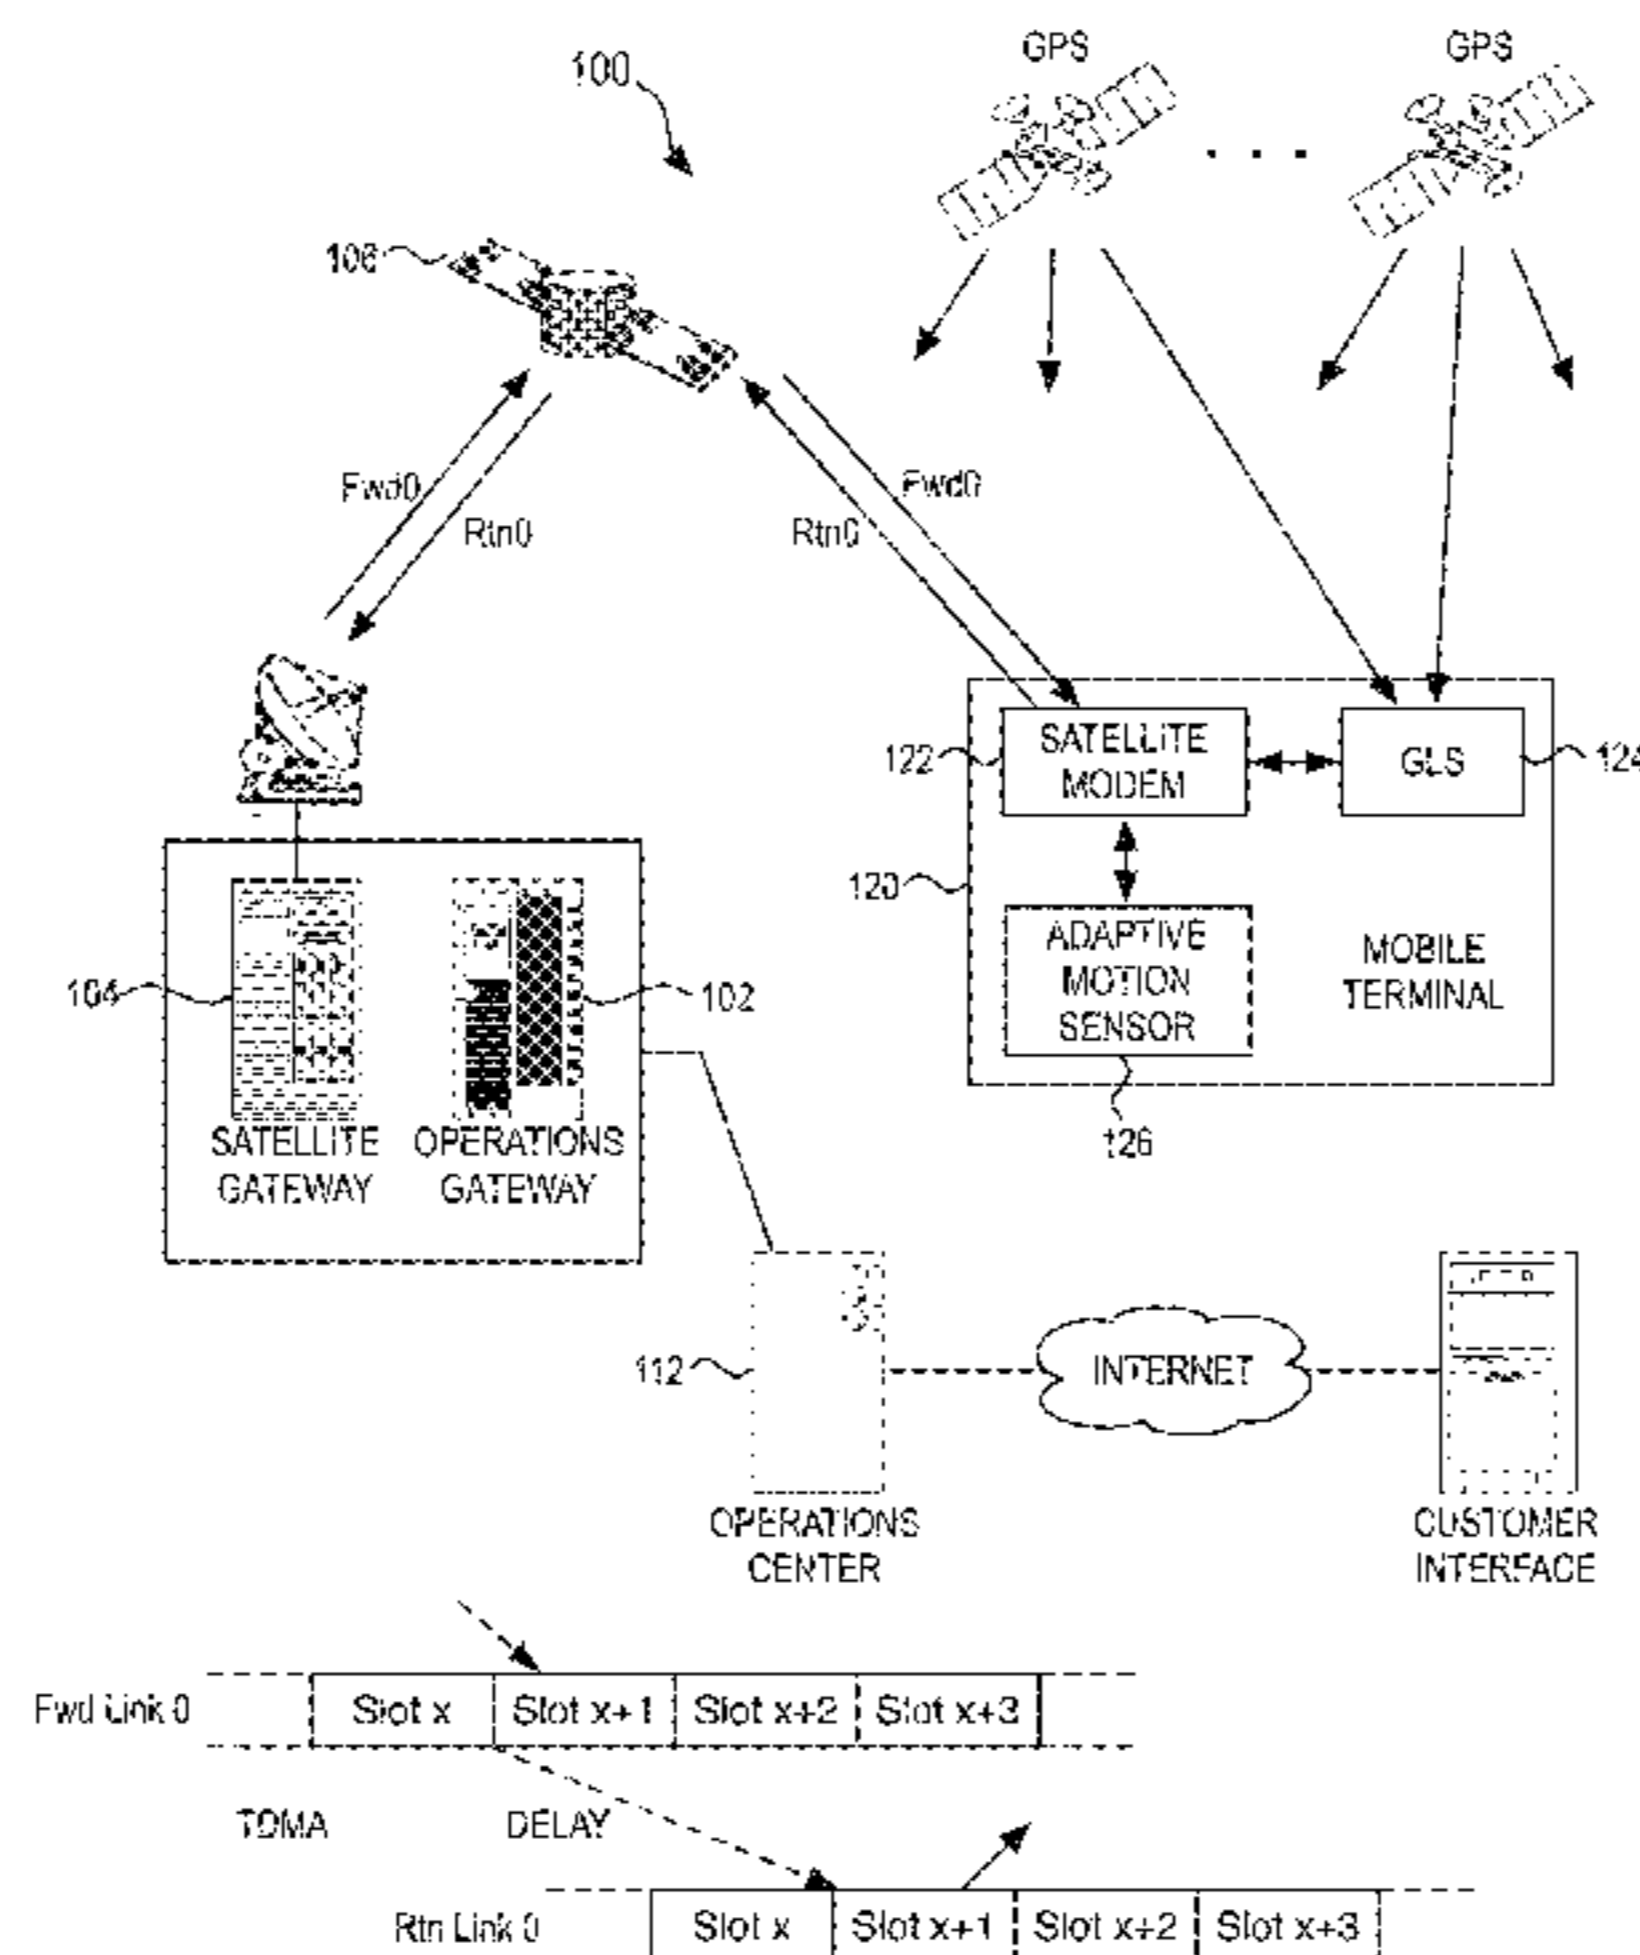 GPS GPS
100
106
Fwd0 Fwd0
Rtn0 Rtn0
122 SATELLITE
MODEM
GLS 124
120
ADAPTIVE
MOTION
SENSOR
MOBILE
TERMINAL
126
104 102
SATELLITE
GATEWAY
OPERATIONS
GATEWAY
112
INTERNET
OPERATIONS
CENTER
CUSTOMER
INTERFACE
Fwd Link 0 Slot x Slot x+1 Slot x+2 Slot x+3
TDMA DELAY
Rtn Link 0 Slot x Slot x+1 Slot x+2 Slot x+3